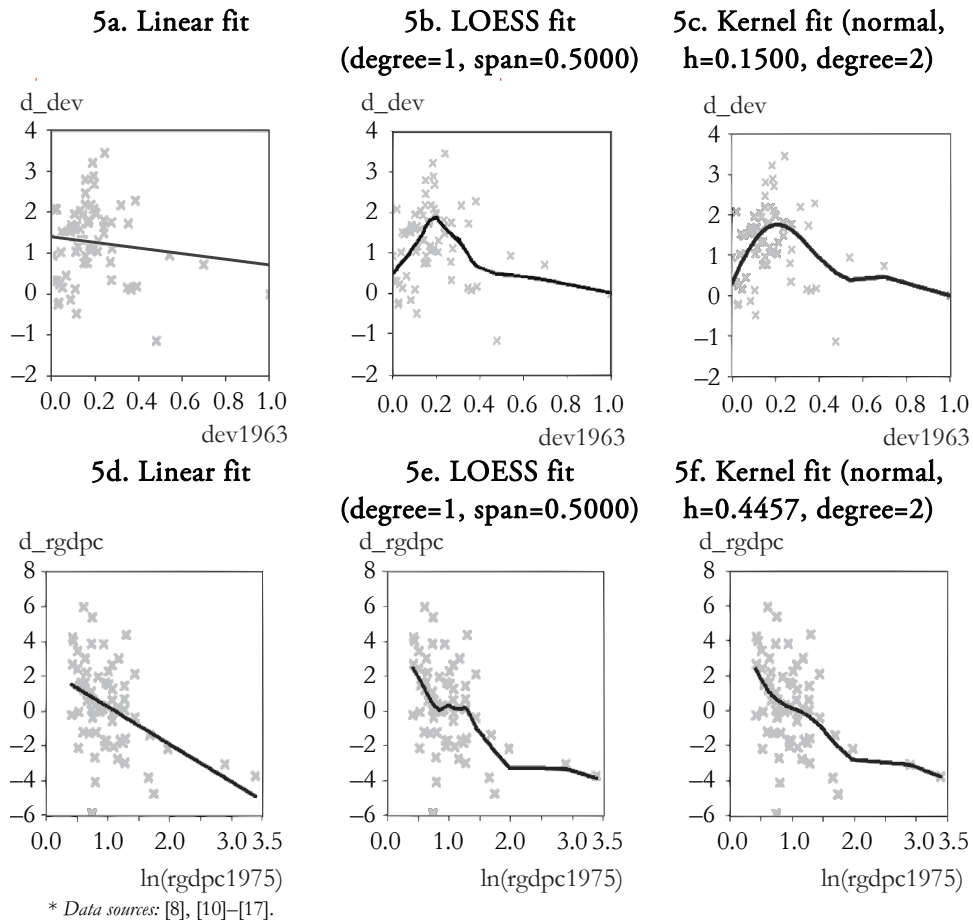 5a. Linear fit
5b. LOESS fit
(degree=1, span=0.5000)
5c. Kernel fit (normal,
h=0.1500, degree=2)
d_dev
4
3
2
1
0
–1
–2
0.0 0.2 0.4 0.6 0.8 1.0
dev1963
d_dev
4
3
2
1
0
–1
–2
0.0 0.2 0.4 0.6 0.8 1.0
dev1963
d_dev
4
3
2
1
0
–1
–2
0.0 0.2 0.4 0.6 0.8 1.0
dev1963
5d. Linear fit
5e. LOESS fit
(degree=1, span=0.5000)
5f. Kernel fit (normal,
h=0.4457, degree=2)
d_rgdpc
8
6
4
2
0
–2
–4
–6
0.0 1.0 2.0 3.0 3.5
ln(rgdpc1975)
d_rgdpc
8
6
4
2
0
–2
–4
–6
0.0 1.0 2.0 3.0 3.5
ln(rgdpc1975)
d_rgdpc
8
6
4
2
0
–2
–4
–6
0.0 1.0 2.0 3.0 3.5
ln(rgdpc1975)
* Data sources: [8], [10]–[17].